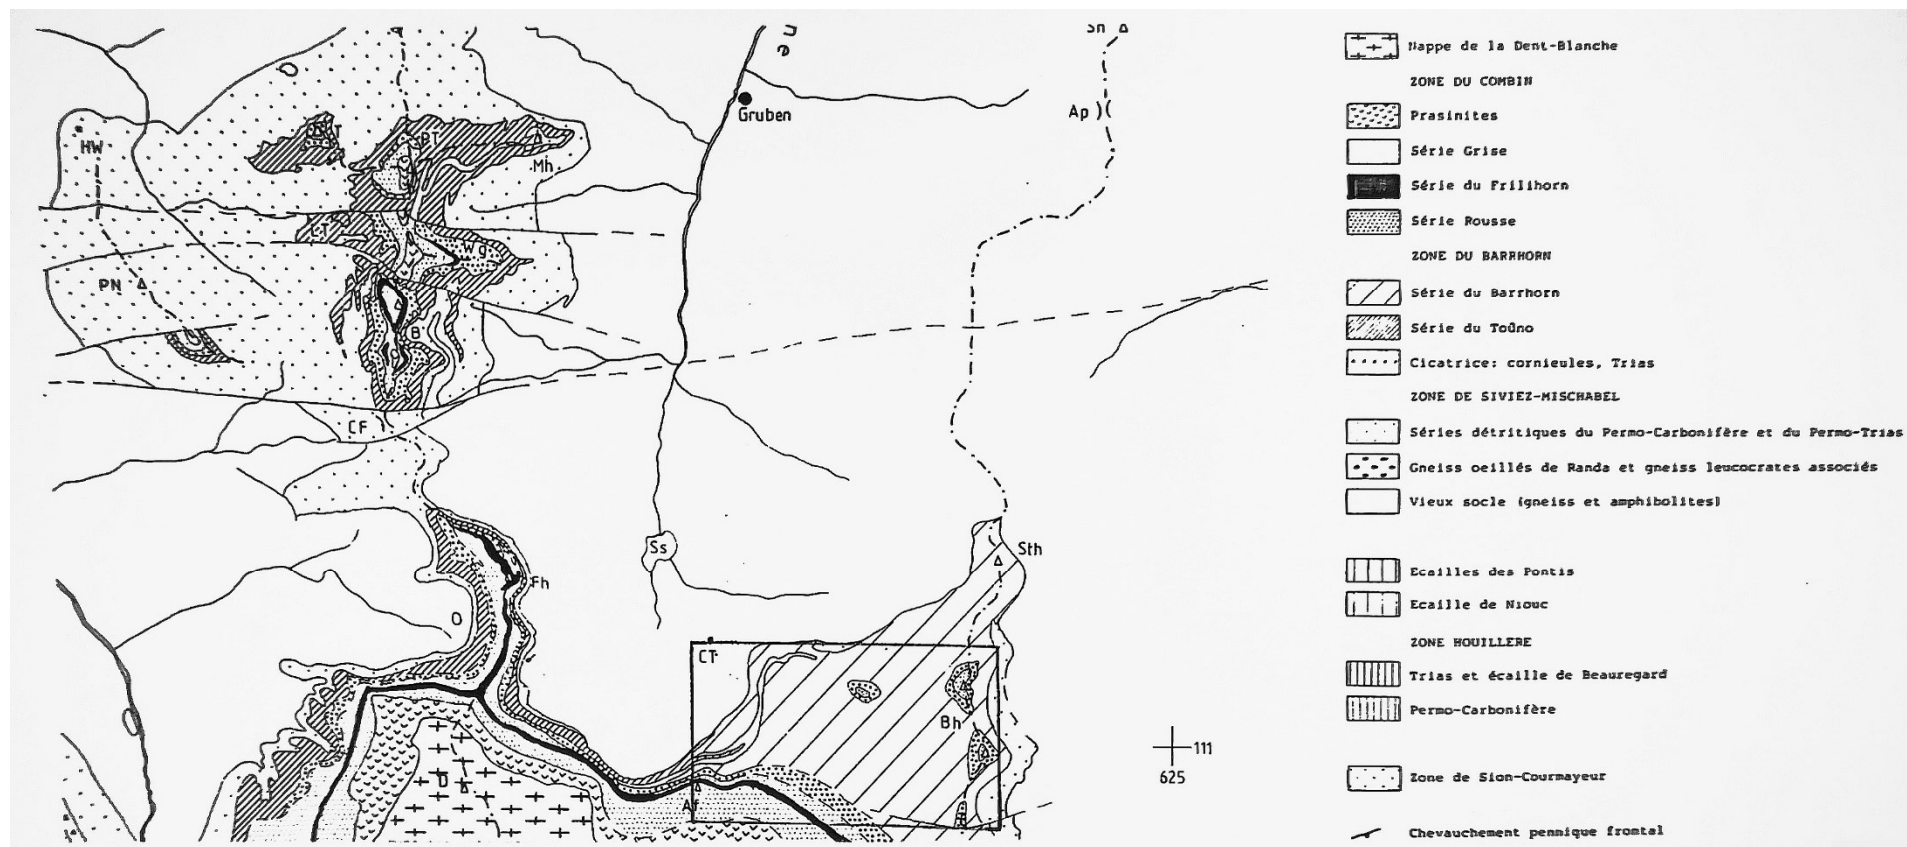 ne
Sn
Gruben
Ap
HW
T
RT
Mh
LT
Wg
PN
B
CF
Ss
Sth
Fh
CT
Bh
D
Af
111
625
Nappe de la Dent-Blanche
ZONE DU COMBIN
Prasinites
Série Grise
Série du Frilihorn
Série Rousse
ZONE DU BARRHORN
Série du Barrhorn
Série du Toûno
Cicatrice: cornieules, Trias
ZONE DE SIVIEZ-MISCHABEL
Séries détritiques du Permo-Carbonifère et du Permo-Trias
Gneiss oeillés de Randa et gneiss leucocrates associés
Vieux socle (gneiss et amphibolites)
Ecailles des Pontis
Ecaille de Niouc
ZONE HOUILLERE
Trias et écaille de Beauregard
Permo-Carbonifère
Zone de Sion-Courmayeur
Chevauchement pennique frontal